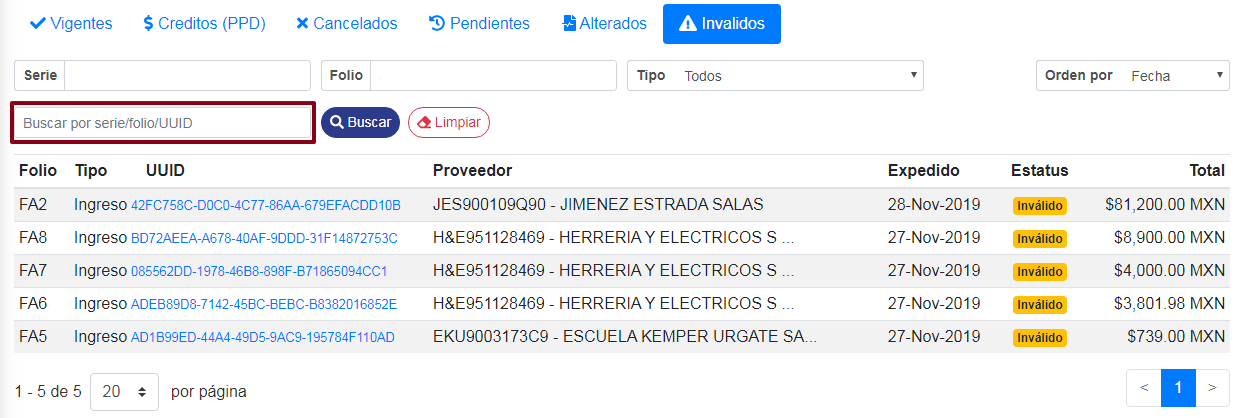 Vigentes Creditos (PPD) Cancelados Pendientes Alterados Invalidos
Serie Folio Tipo Todos Orden por Fecha
Buscar por serie/folio/UUID Buscar Limpiar
Folio Tipo UUID Proveedor Expedido Estatus Total
FA2 Ingreso 42FC758C-D0C0-4C77-86AA-679EFACDD10B JES900109Q90 - JIMENEZ ESTRADA SALAS 28-Nov-2019 Inválido $81,200.00 MXN
FA8 Ingreso BD72AEEA-A678-40AF-9DDD-31F14872753C H&E951128469 - HERRERIA Y ELECTRICOS S ... 27-Nov-2019 Inválido $8,900.00 MXN
FA7 Ingreso 085562DD-1978-46B8-898F-B71865094CC1 H&E951128469 - HERRERIA Y ELECTRICOS S ... 27-Nov-2019 Inválido $4,000.00 MXN
FA6 Ingreso ADEB89D8-7142-45BC-BEBC-B8382016852E H&E951128469 - HERRERIA Y ELECTRICOS S ... 27-Nov-2019 Inválido $3,801.98 MXN
FA5 Ingreso AD1B99ED-44A4-49D5-9AC9-195784F110AD EKU9003173C9 - ESCUELA KEMPER URGATE SA... 27-Nov-2019 Inválido $739.00 MXN
1 - 5 de 5 20 por página < 1 >